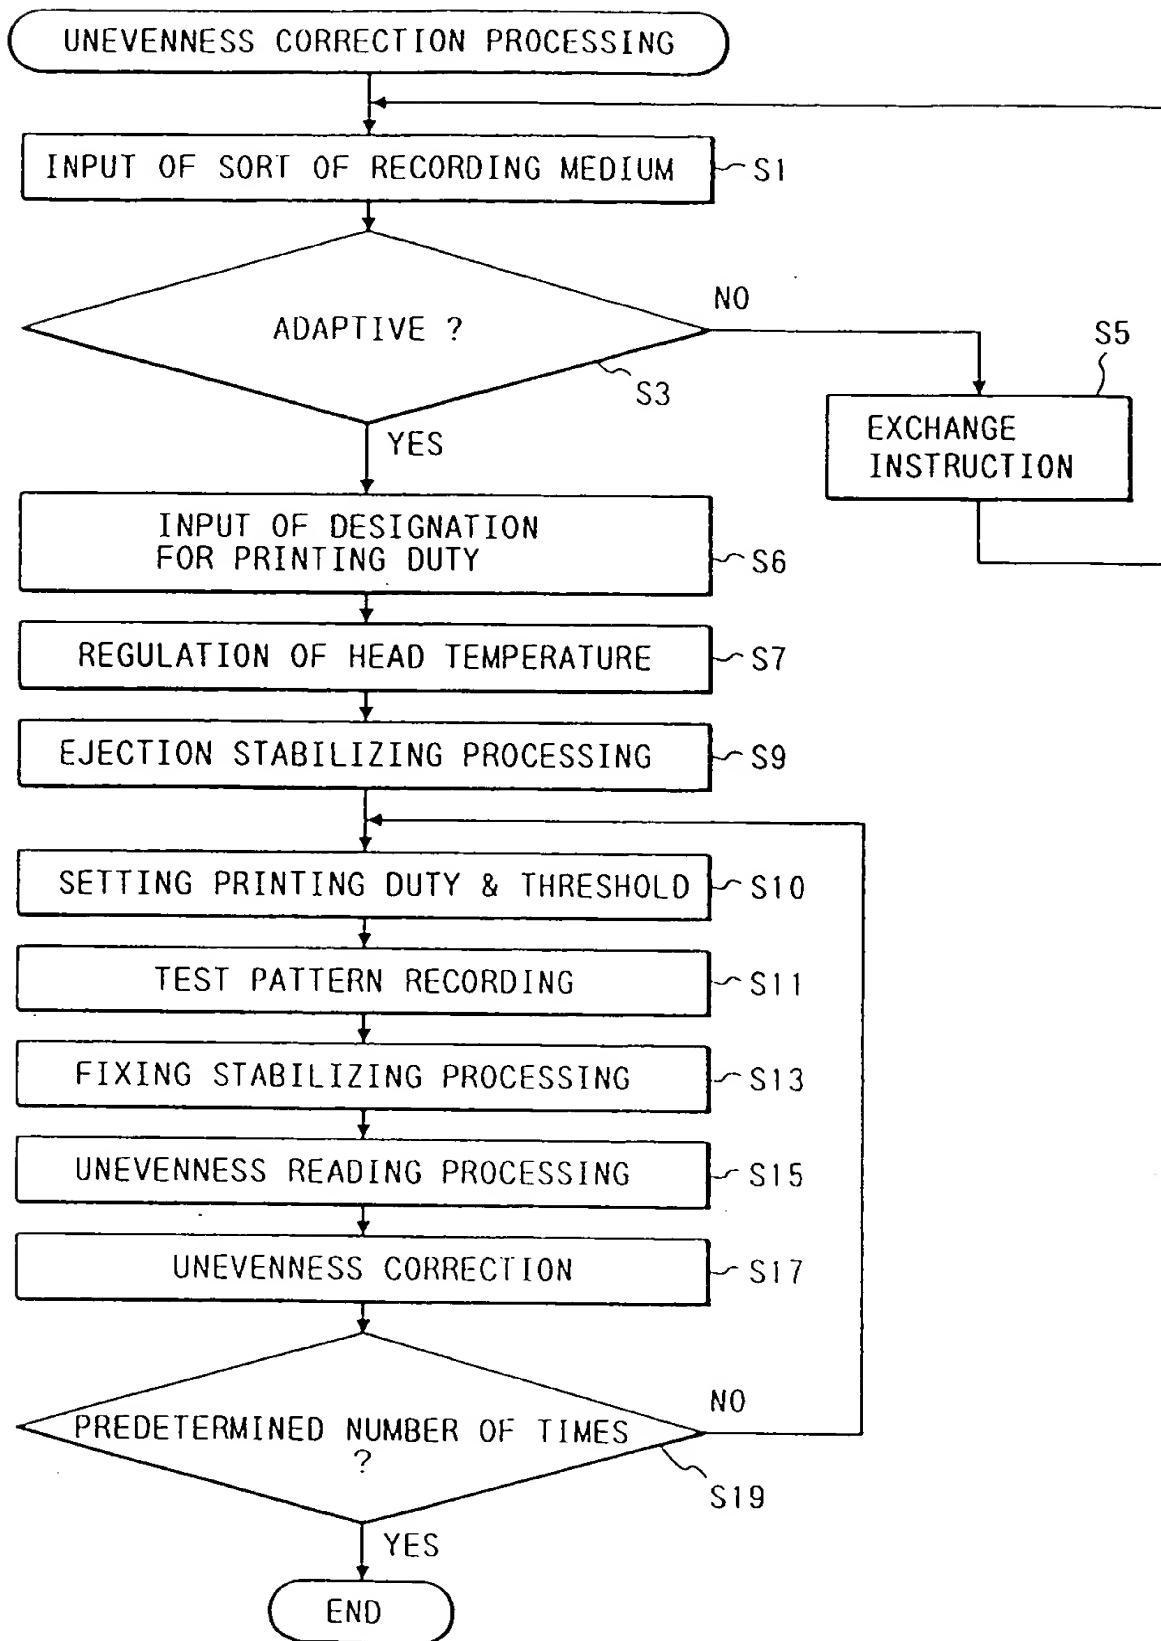 UNEVENNESS CORRECTION PROCESSING
INPUT OF SORT OF RECORDING MEDIUM
S1
ADAPTIVE ?
S3
NO
S5
EXCHANGE
INSTRUCTION
YES
INPUT OF DESIGNATION
FOR PRINTING DUTY
S6
REGULATION OF HEAD TEMPERATURE
S7
EJECTION STABILIZING PROCESSING
S9
SETTING PRINTING DUTY & THRESHOLD
S10
TEST PATTERN RECORDING
S11
FIXING STABILIZING PROCESSING
S13
UNEVENNESS READING PROCESSING
S15
UNEVENNESS CORRECTION
S17
PREDETERMINED NUMBER OF TIMES
?
NO
S19
YES
END